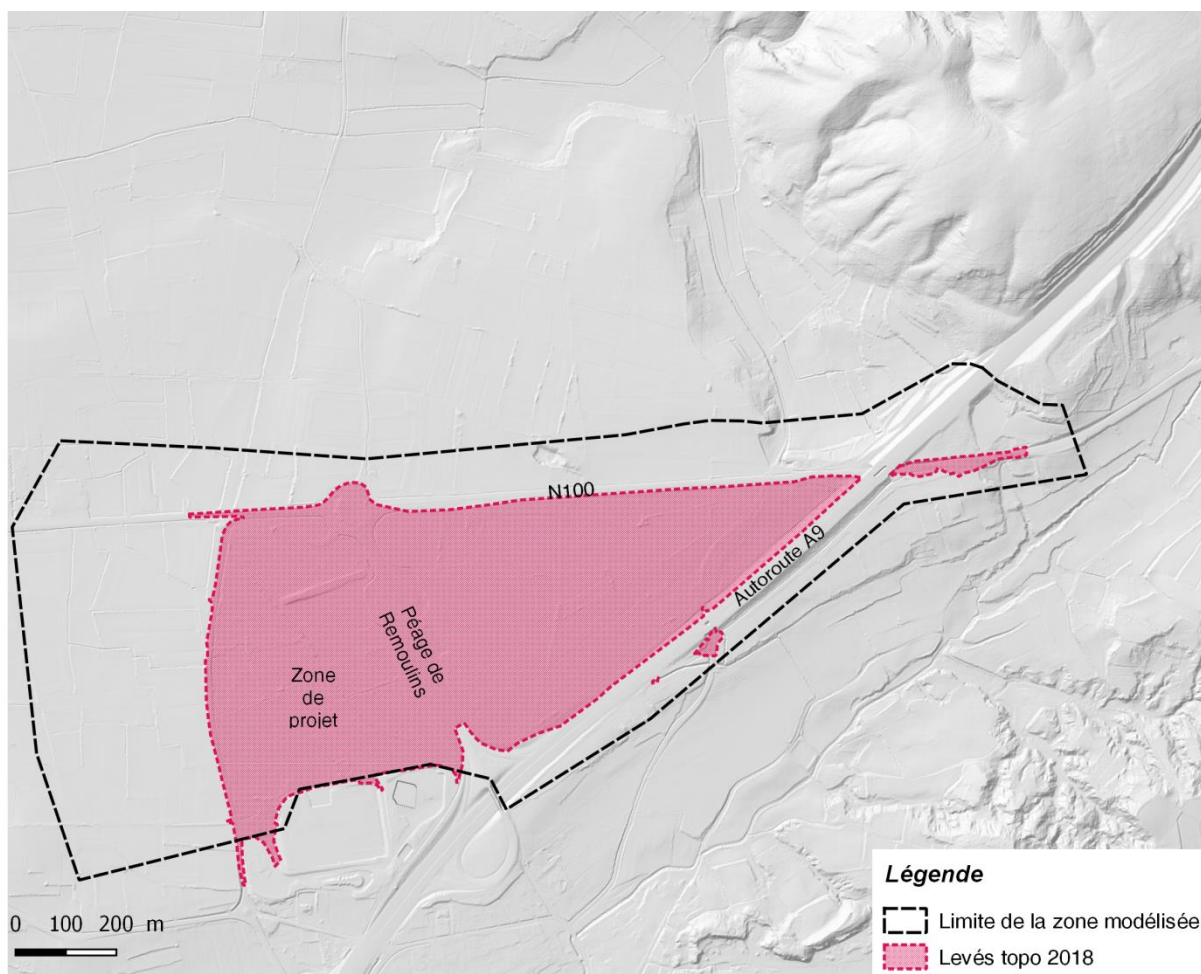 N100
Autoroute A9
Péage de
Remoulins
Zone
de
projet
0 100 200 m
Légende
Limite de la zone modélisée
Levés topo 2018